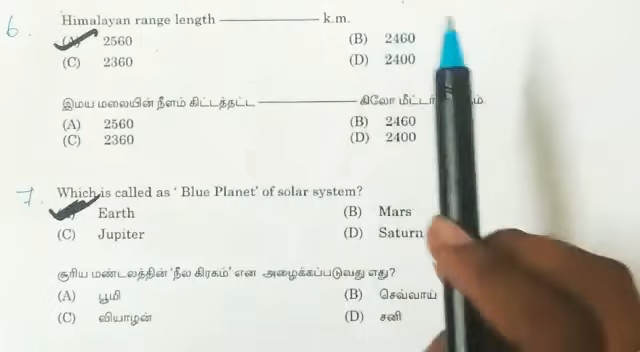 6. Himalayan range length ————— k.m.
(A) 2560 (B) 2460
(C) 2360 (D) 2400
இமய மலையின் நீளம் கிட்டத்தட்ட ————— கிலோ மீட்டர்
(A) 2560 (B) 2460
(C) 2360 (D) 2400
7. Which is called as ' Blue Planet' of solar system?
Earth (B) Mars
(C) Jupiter (D) Saturn
சூரிய மண்டலத்தின் 'நீல கிரகம்' என அழைக்கப்படுவது எது?
(A) பூமி (B) செவ்வாய்
(C) வியாழன் (D) சனி